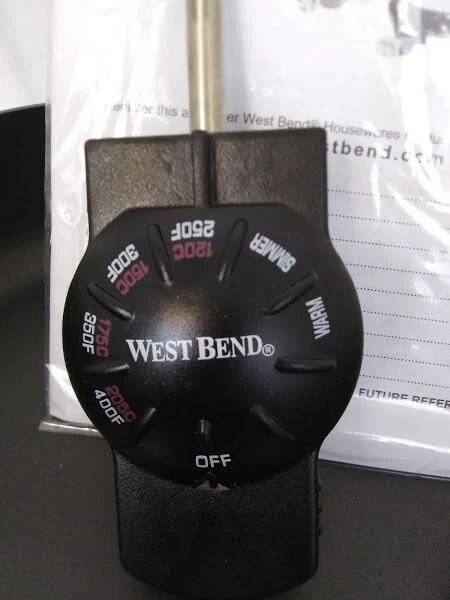 er West Bend® Housewares
stbend.com
250F
120C
SIMMER
300F
150C
WARM
350F
175C
WEST BEND®
400F
205C
OFF
FUTURE REFER